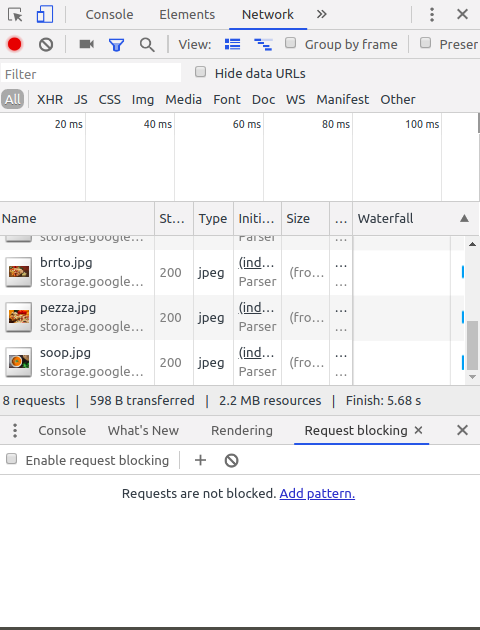 Console Elements Network »
View: Group by frame Preser
Filter Hide data URLs
All XHR JS CSS Img Media Font Doc WS Manifest Other
20 ms 40 ms 60 ms 80 ms 100 ms
Name St... Type Initi... Size ... Waterfall
storage.google... Parser
brrto.jpg 200 jpeg (ind... (fro... ...
storage.google... Parser ...
pezza.jpg 200 jpeg (ind... (fro... ...
storage.google... Parser ...
soop.jpg 200 jpeg (ind... (fro... ...
storage.google... Parser ...
8 requests | 598 B transferred | 2.2 MB resources | Finish: 5.68 s
Console What's New Rendering Request blocking
Enable request blocking
Requests are not blocked. Add pattern.